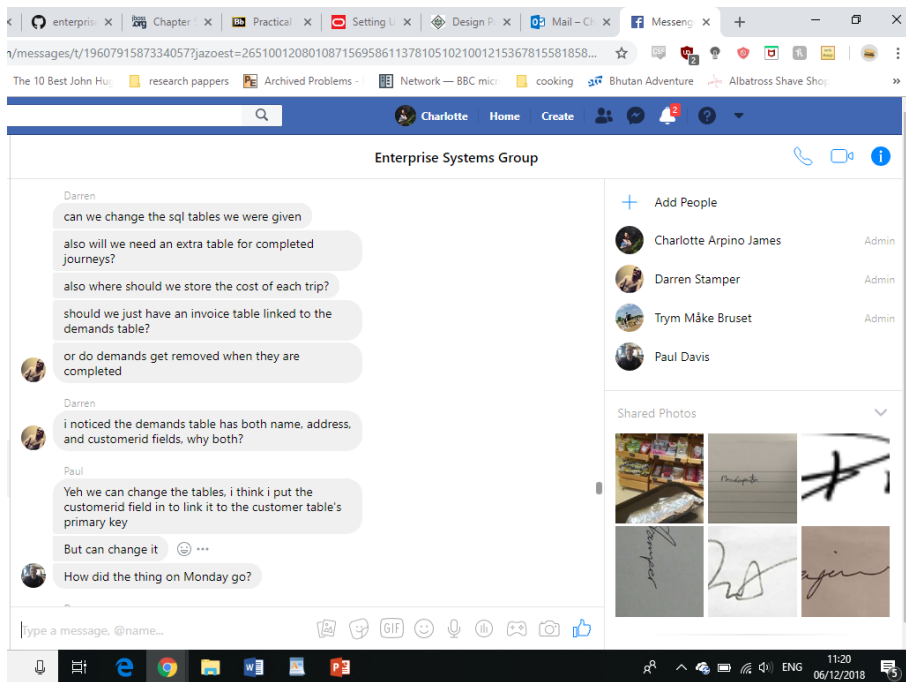 enterpris
Chapter
Practical
Setting U
Design P
Mail – Ch
Messeng
n/messages/t/1960791587334057?jazoest=
The 10 Best John Hug
research pappers
Archived Problems -
Network — BBC micr
cooking
Bhutan Adventure
Albatross Shave Shop
Charlotte
Home
Create
2
Enterprise Systems Group
Darren
can we change the sql tables we were given
also will we need an extra table for completed
journeys?
also where should we store the cost of each trip?
should we just have an invoice table linked to the
demands table?
or do demands get removed when they are
completed
Darren
i noticed the demands table has both name, address,
and customerid fields, why both?
Paul
Yeh we can change the tables, i think i put the
customerid field in to link it to the customer table's
primary key
But can change it
How did the thing on Monday go?
Type a message, @name...
GIF
Add People
Charlotte Arpino James
Admin
Darren Stamper
Admin
Trym Måke Bruset
Admin
Paul Davis
Shared Photos
ENG
11:20
06/12/2018
5